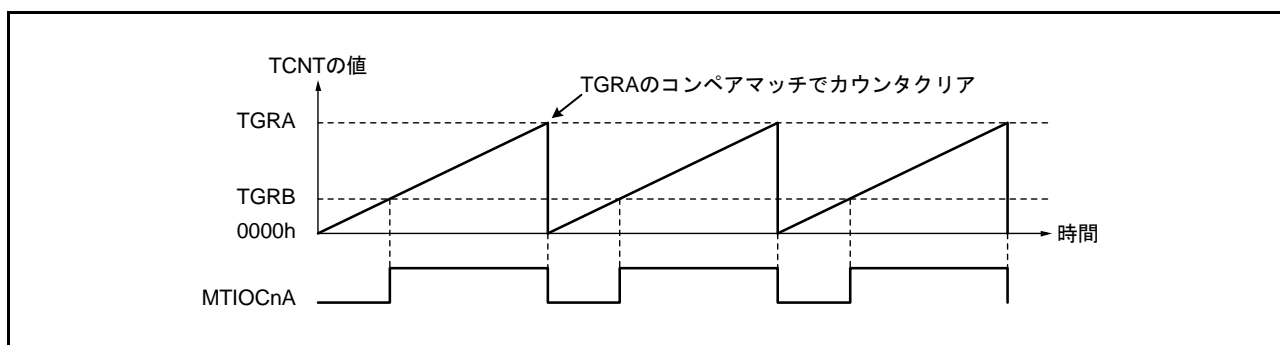 TCNTの値
TGRAのコンペアマッチでカウンタクリア
TGRA
TGRB
0000h
時間
MTIOCnA